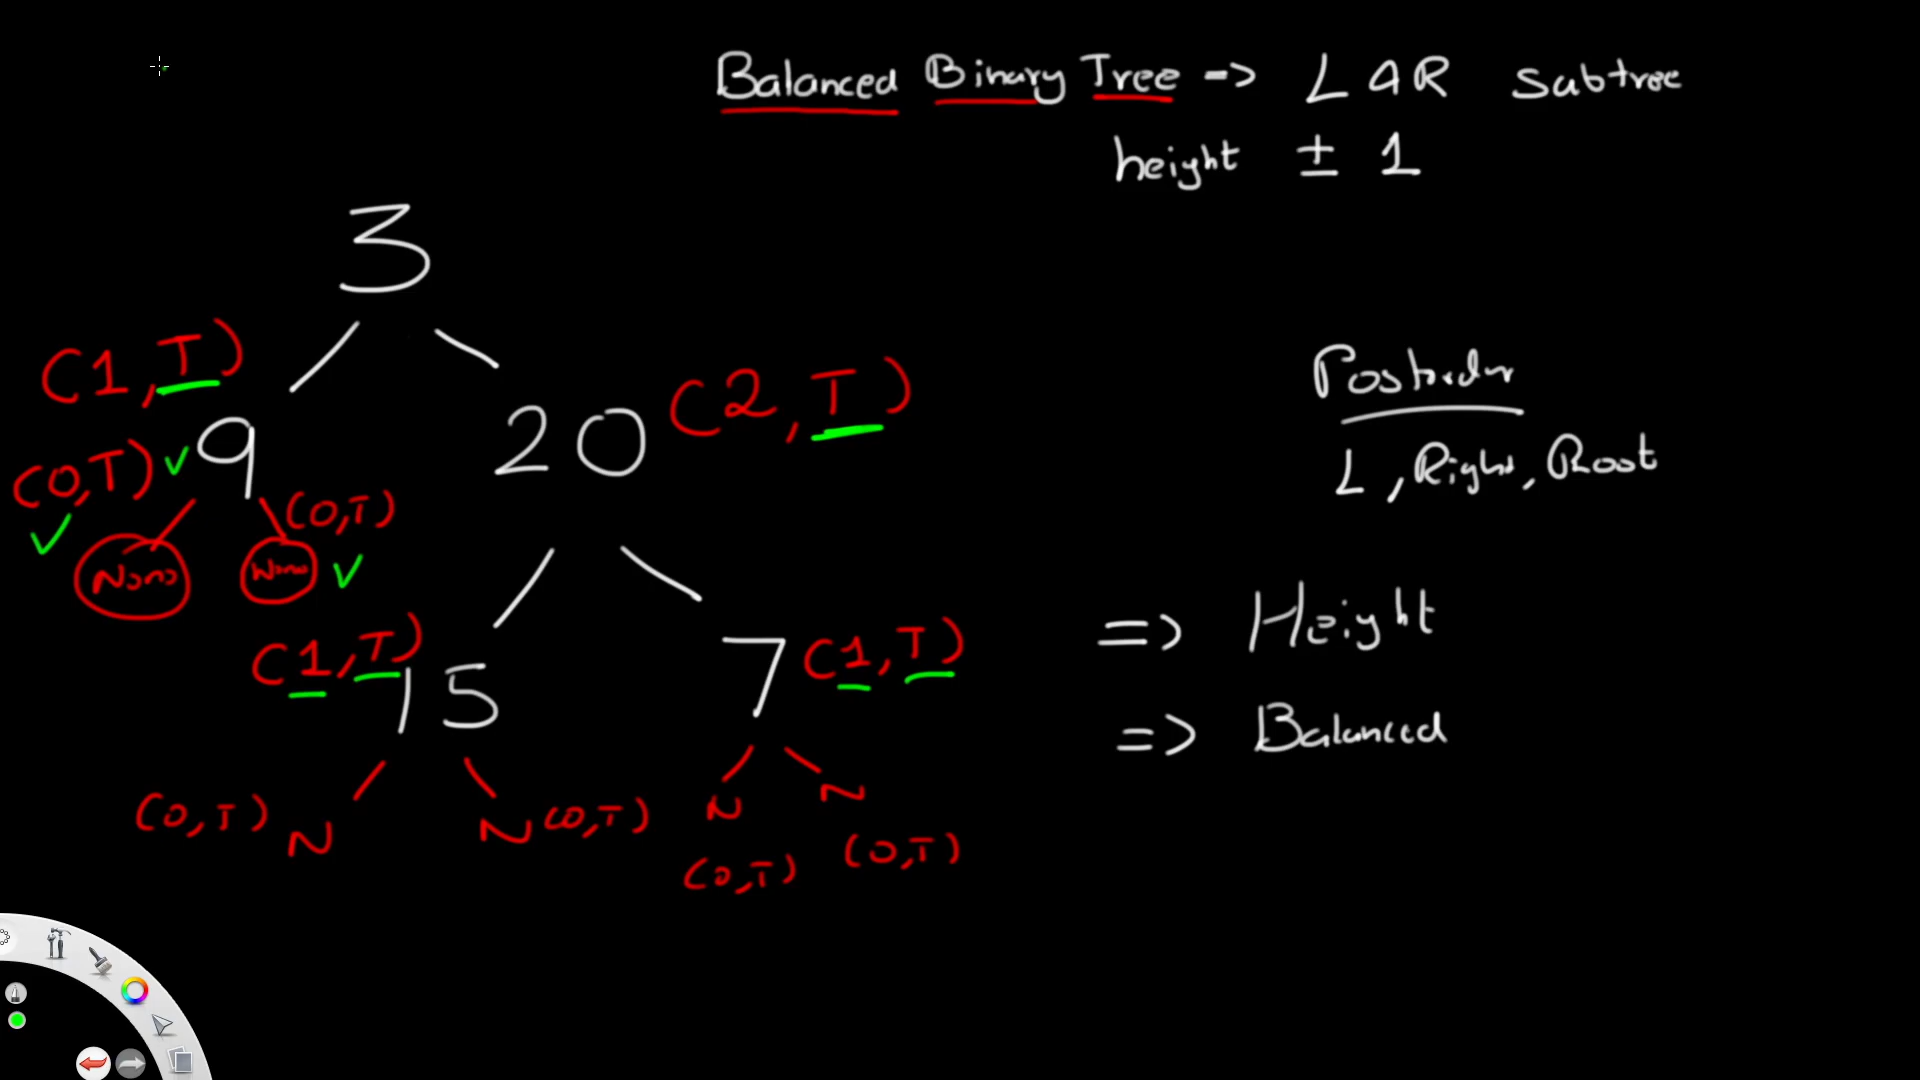 Balanced Binary Tree => L & R subtree
height ± 1
3
(1,T)
9
20 (2,T)
(0,T)
(0,T)
None
None
(1,T)
15
7 (1,T)
(0,T) N
N (0,T)
N
N
(0,T)
(0,T)
Postorder
L, Right, Root
=> Height
=> Balanced